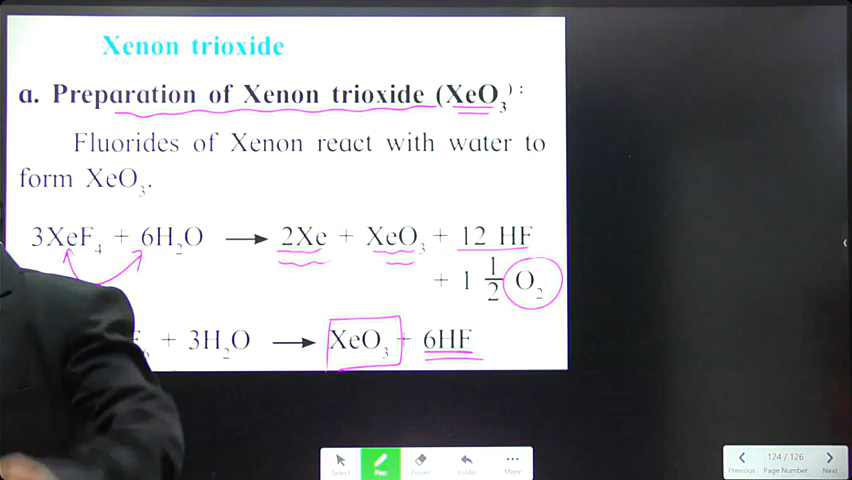 Xenon trioxide
a. Preparation of Xenon trioxide (XeO₃):
Fluorides of Xenon react with water to
form XeO₃.
3XeF₄ + 6H₂O ⟶ 2Xe + XeO₃ + 12 HF
+ 1 1/2 O₂
F₆ + 3H₂O ⟶ XeO₃ + 6HF
Select Pen Eraser Undo More
124 / 126
Previous Page Number Next